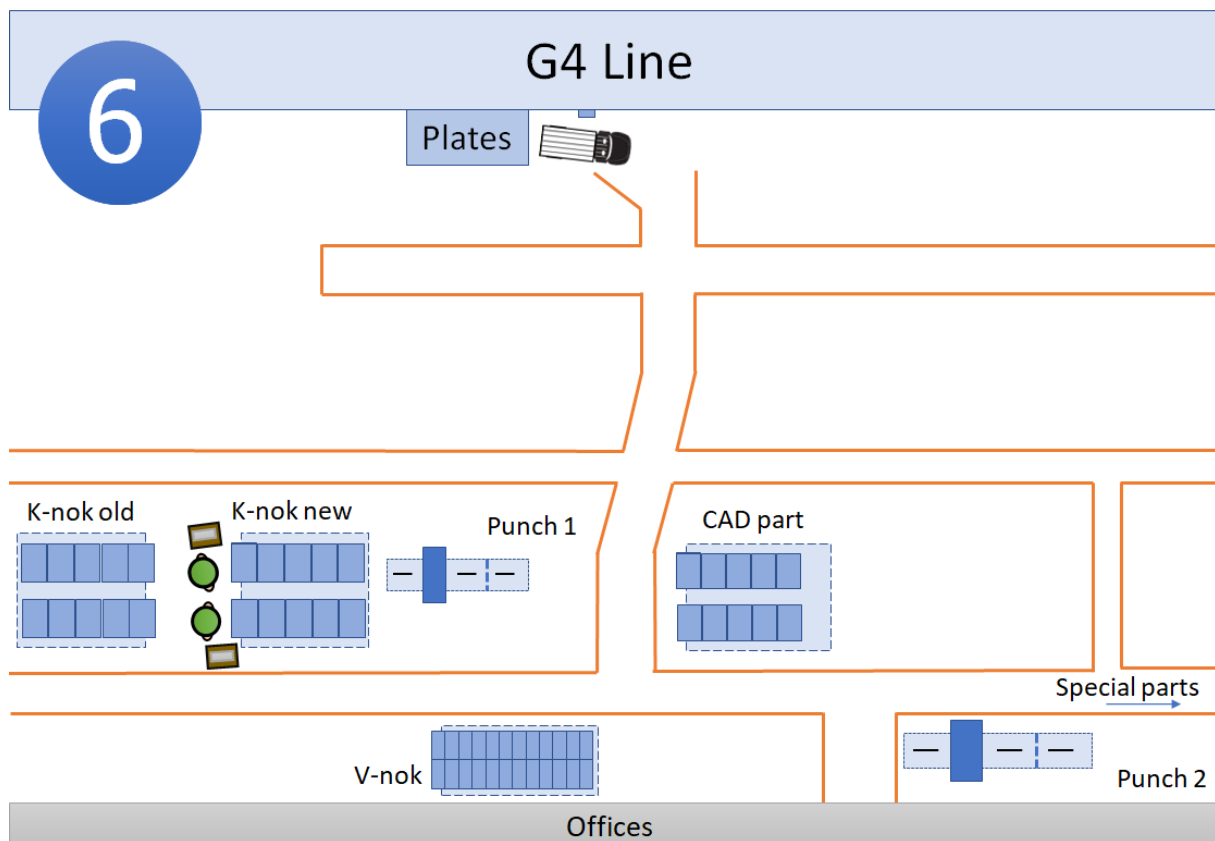 G4 Line
6
Plates
K-nok old
K-nok new
Punch 1
CAD part
Special parts
V-nok
Punch 2
Offices